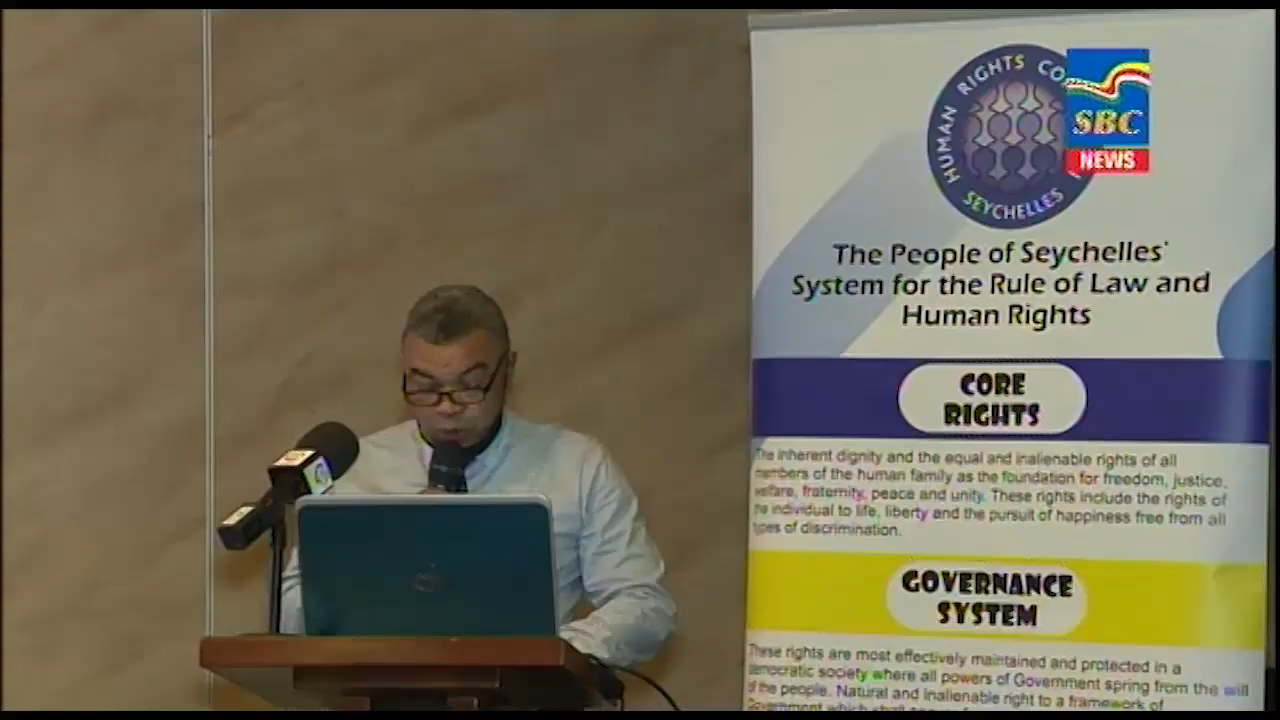 HUMAN RIGHTS CO
SEYCHELLES
SBC
NEWS
The People of Seychelles'
System for the Rule of Law and
Human Rights
CORE
RIGHTS
The inherent dignity and the equal and inalienable rights of all
members of the human family as the foundation for freedom, justice,
welfare, fraternity, peace and unity. These rights include the rights of
the individual to life, liberty and the pursuit of happiness free from all
types of discrimination.
GOVERNANCE
SYSTEM
These rights are most effectively maintained and protected in a
democratic society where all powers of Government spring from the will
of the people. Natural and inalienable right to a framework of
Government which shall